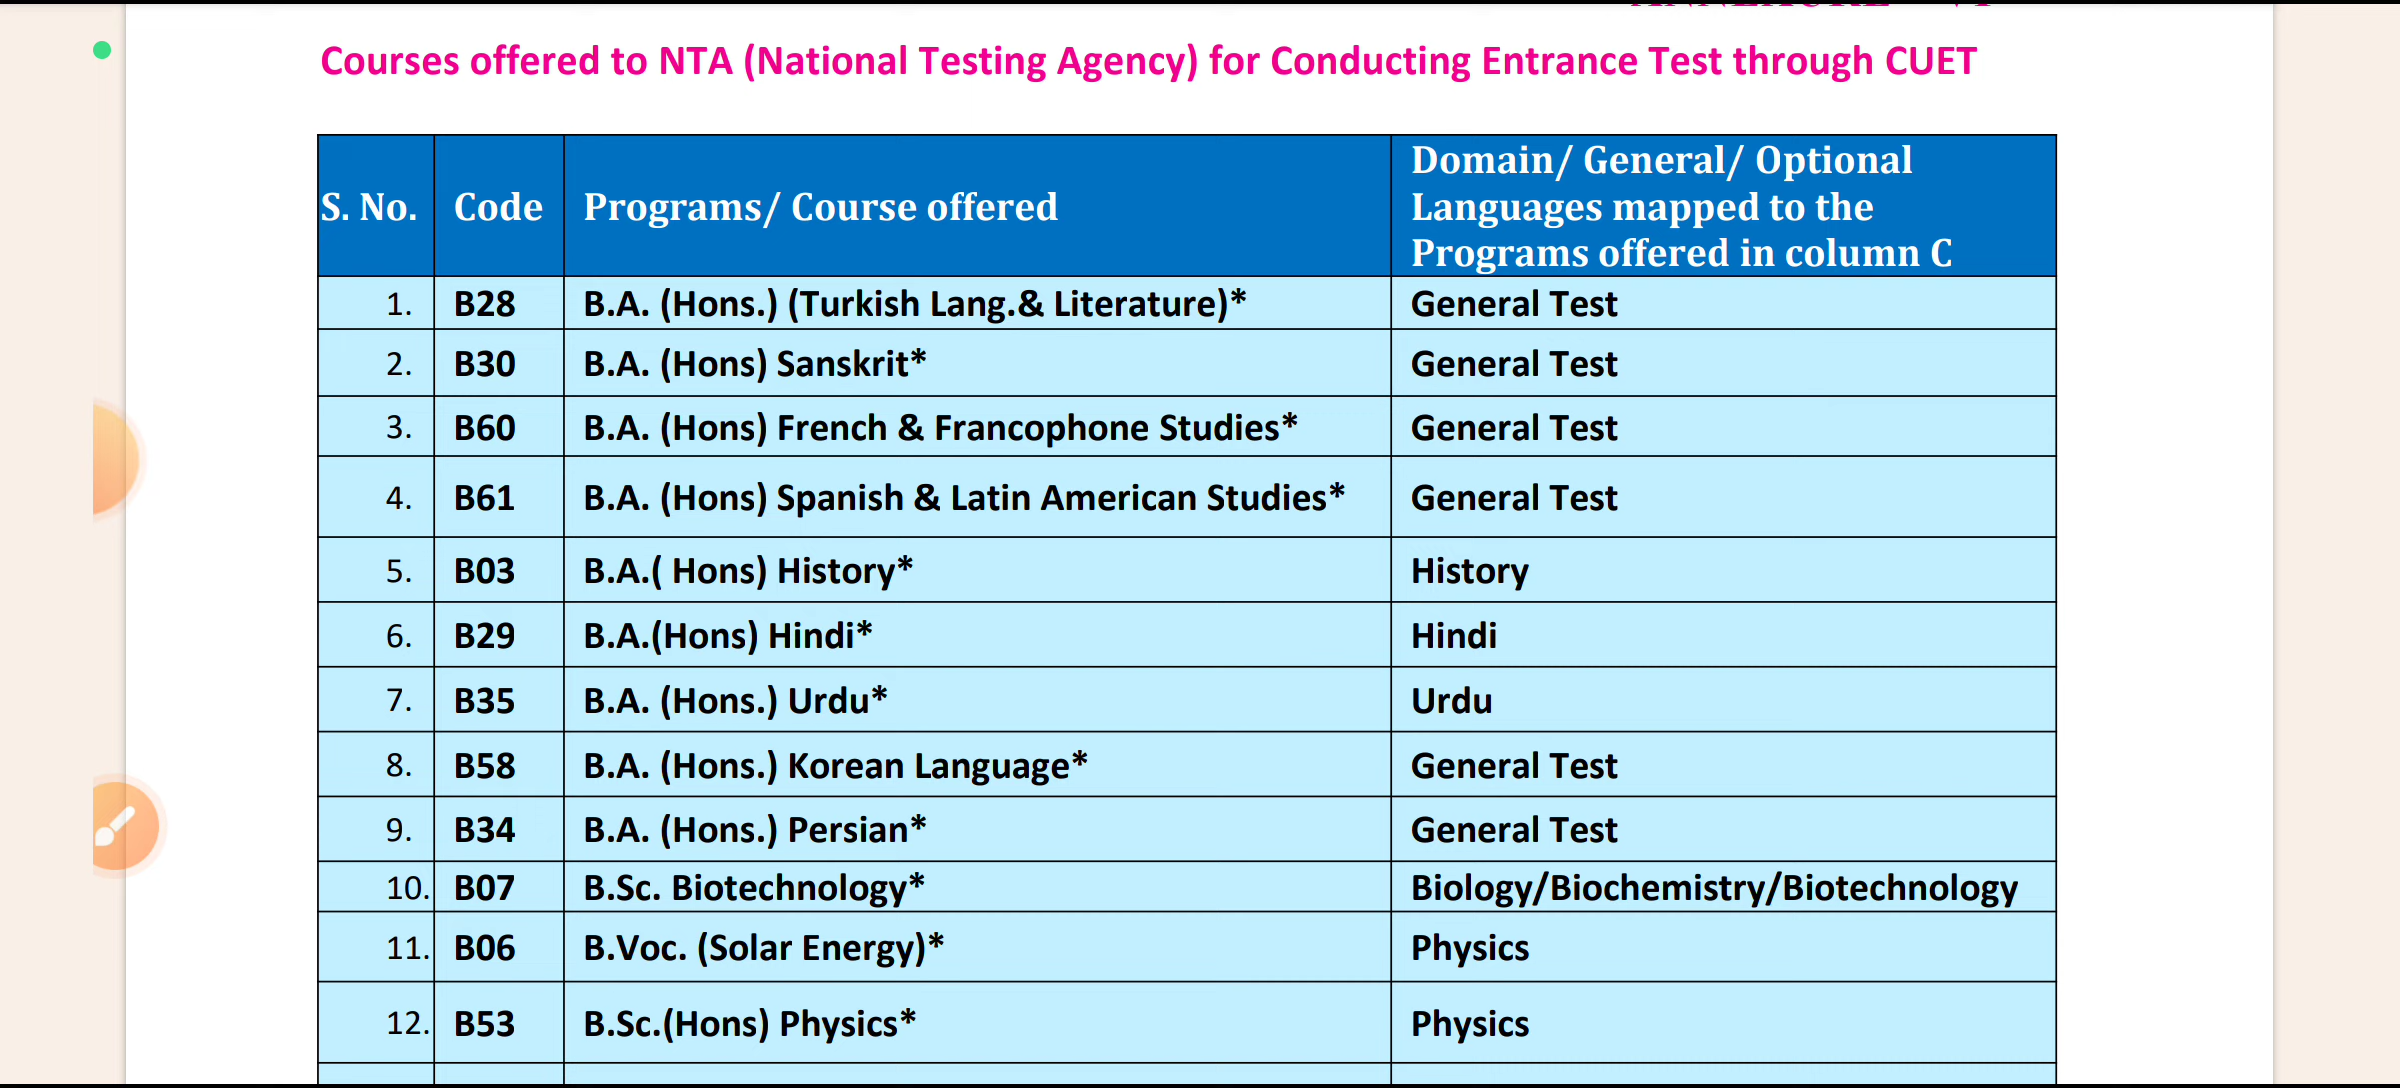 Courses offered to NTA (National Testing Agency) for Conducting Entrance Test through CUET
S. No. Code Programs/ Course offered Domain/ General/ Optional Languages mapped to the Programs offered in column C
1. B28 B.A. (Hons.) (Turkish Lang.& Literature)* General Test
2. B30 B.A. (Hons) Sanskrit* General Test
3. B60 B.A. (Hons) French & Francophone Studies* General Test
4. B61 B.A. (Hons) Spanish & Latin American Studies* General Test
5. B03 B.A.( Hons) History* History
6. B29 B.A.(Hons) Hindi* Hindi
7. B35 B.A. (Hons.) Urdu* Urdu
8. B58 B.A. (Hons.) Korean Language* General Test
9. B34 B.A. (Hons.) Persian* General Test
10. B07 B.Sc. Biotechnology* Biology/Biochemistry/Biotechnology
11. B06 B.Voc. (Solar Energy)* Physics
12. B53 B.Sc.(Hons) Physics* Physics